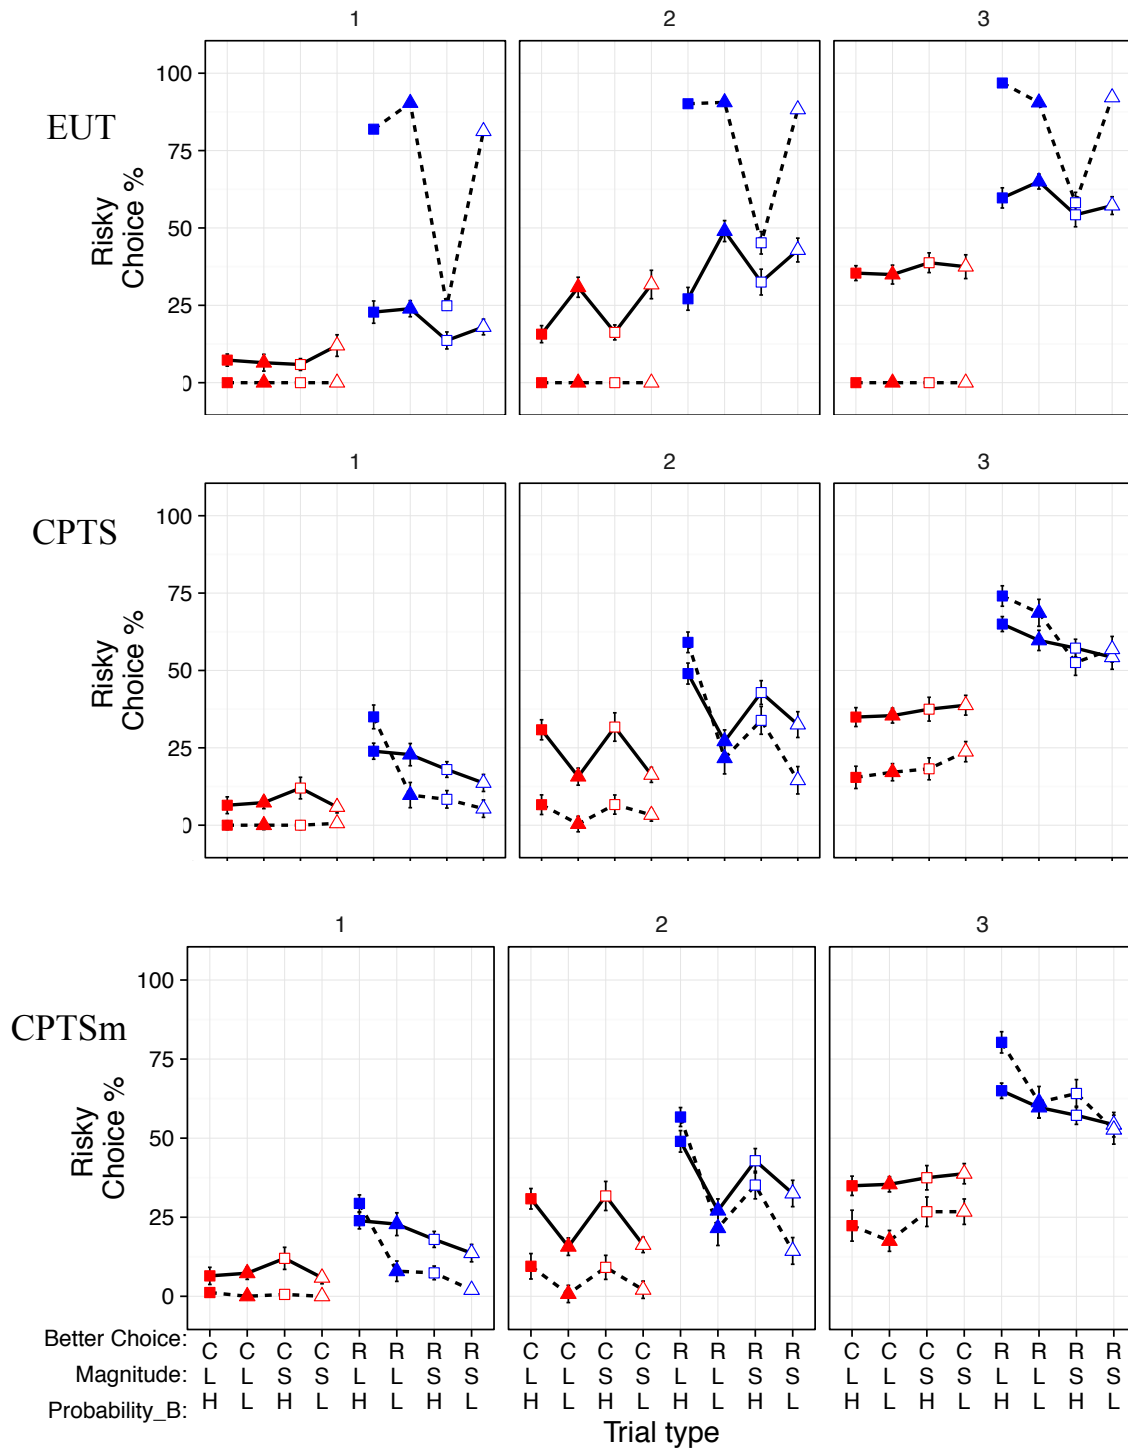 1 2 3
EUT
Risky
Choice %
100
75
50
25
0
1 2 3
CPTS
Risky
Choice %
100
75
50
25
0
1 2 3
CPTSm
Risky
Choice %
100
75
50
25
0
Better Choice: C C C C R R R R C C C C R R R R C C C C R R R R
Magnitude: L L S S L L S S L L S S L L S S L L S S L L S S
Probability_B: H L H L H L H L H L H L H L H L H L H L H L H L
Trial type